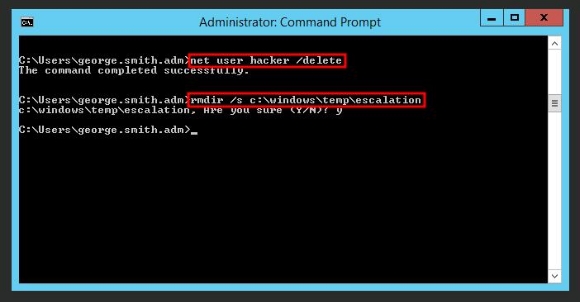 Administrator: Command Prompt
C:\Users\george.smith.adm>net user hacker /delete
The command completed successfully.
C:\Users\george.smith.adm>rmdir /s c:\windows\temp\escalation
c:\windows\temp\escalation, Are you sure (Y/N)? y
C:\Users\george.smith.adm>_